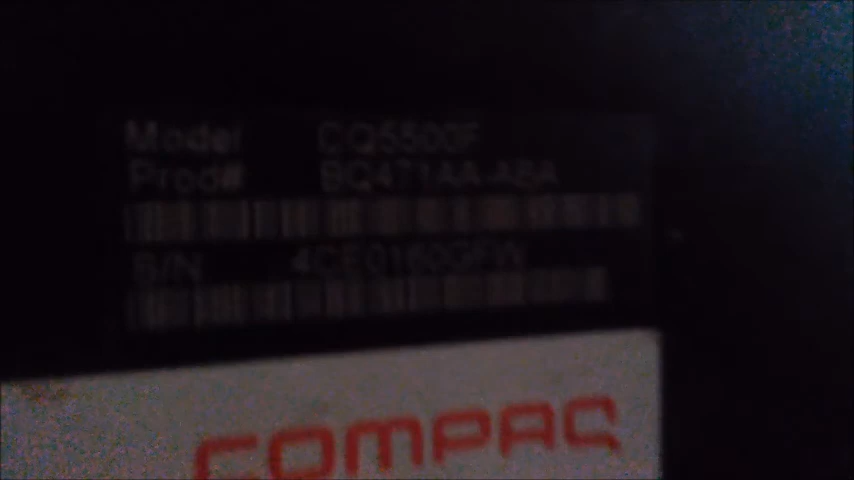 Model CQ5500F
Prod# BQ471AA-ABA
S/N 4CE0160GFW
COMPAQ